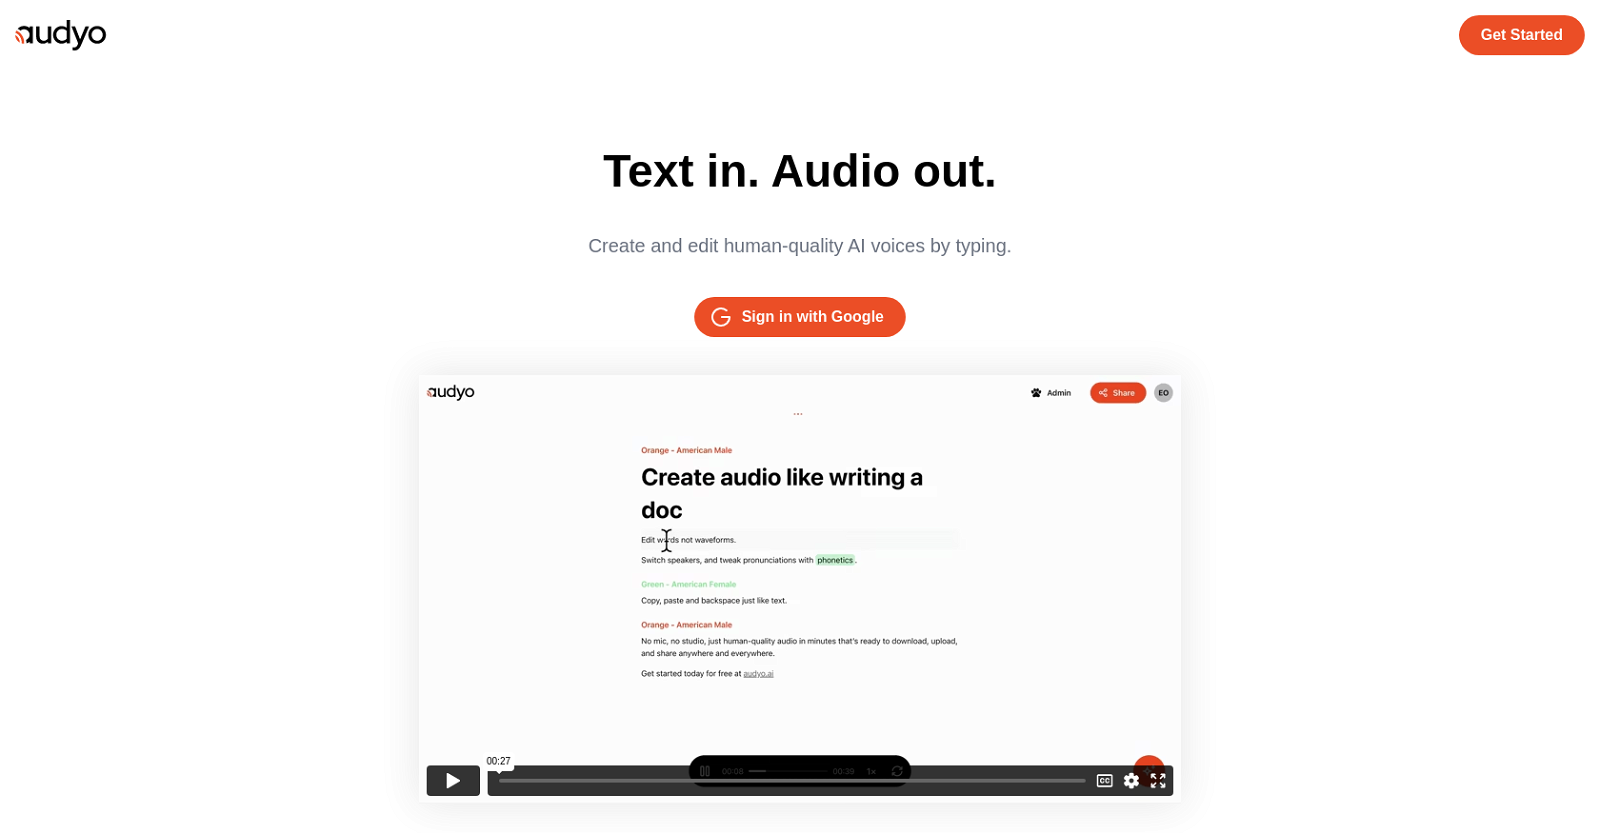 audyo
Get Started
Text in. Audio out.
Create and edit human-quality AI voices by typing.
Sign in with Google
audyo
Admin
Share
EO
...
Orange - American Male
Create audio like writing a
doc
Edit words not waveforms.
Switch speakers, and tweak pronunciations with phonetics.
Green - American Female
Copy, paste and backspace just like text.
Orange - American Male
No mic, no studio, just human-quality audio in minutes that's ready to download, upload,
and share anywhere and everywhere.
Get started today for free at audyo.ai
00:27
00:08
00:39
1x
CC